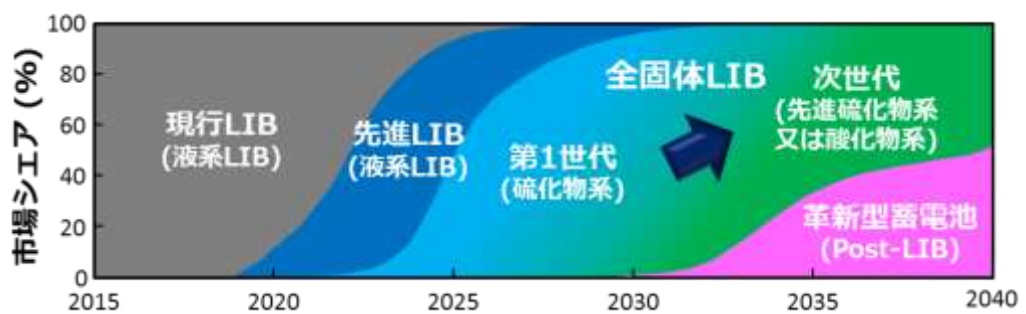 市場シェア (%)
100
80
60
40
20
0
現行LIB
(液系LIB)
先進LIB
(液系LIB)
第1世代
(硫化物系)
全固体LIB
次世代
(先進硫化物系
又は酸化物系)
革新型蓄電池
(Post-LIB)
2015
2020
2025
2030
2035
2040